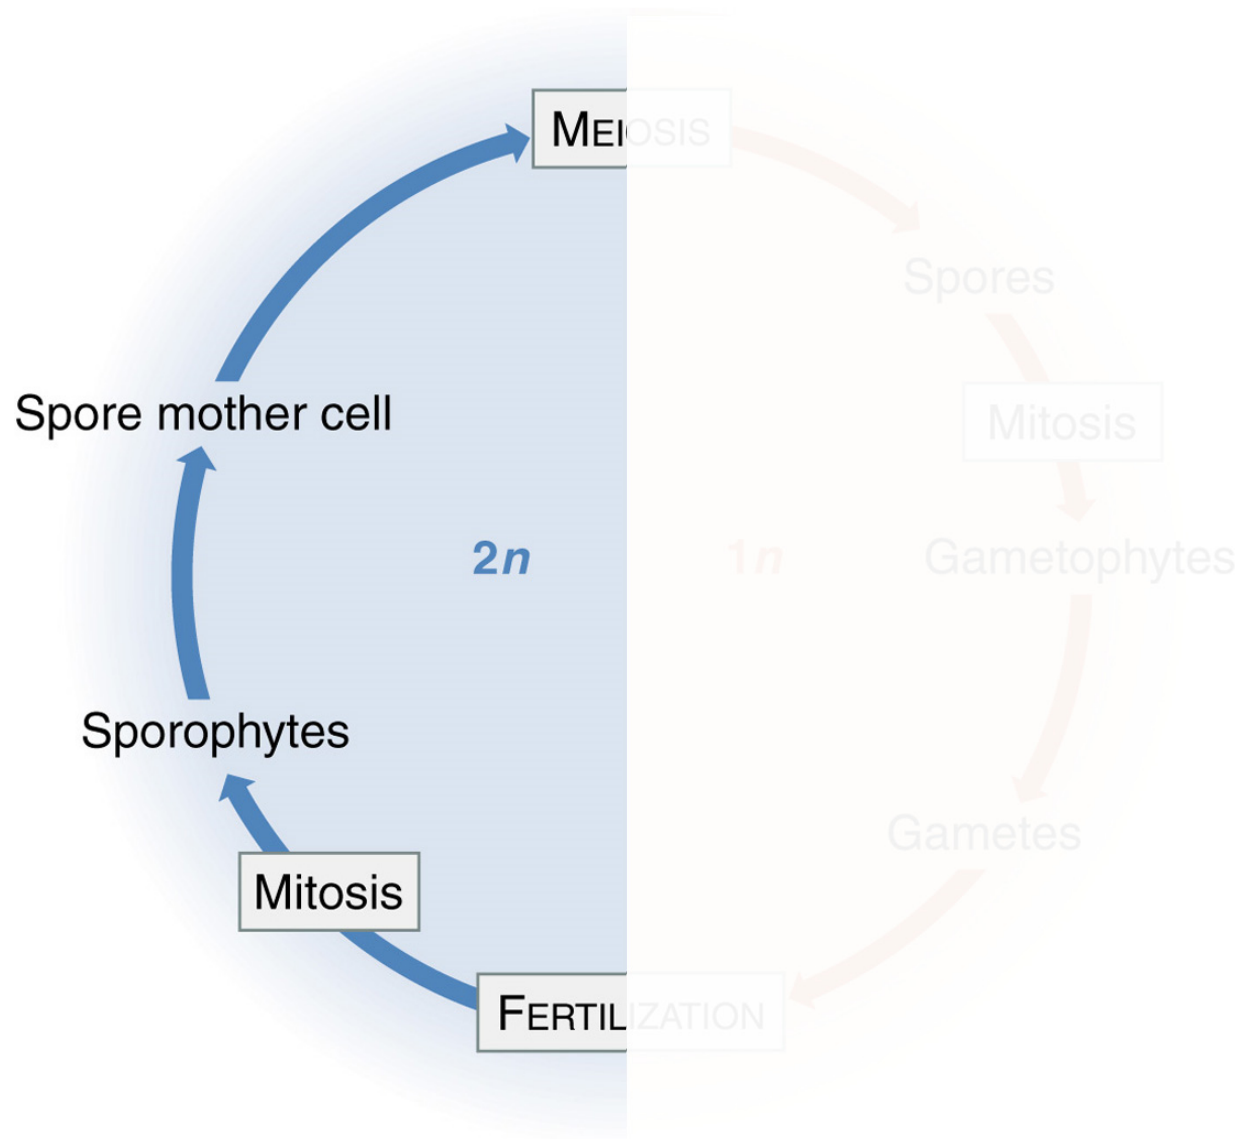 MEIOSIS
Spores
Spore mother cell
Mitosis
2n
1n
Gametophytes
Sporophytes
Gametes
Mitosis
FERTILIZATION